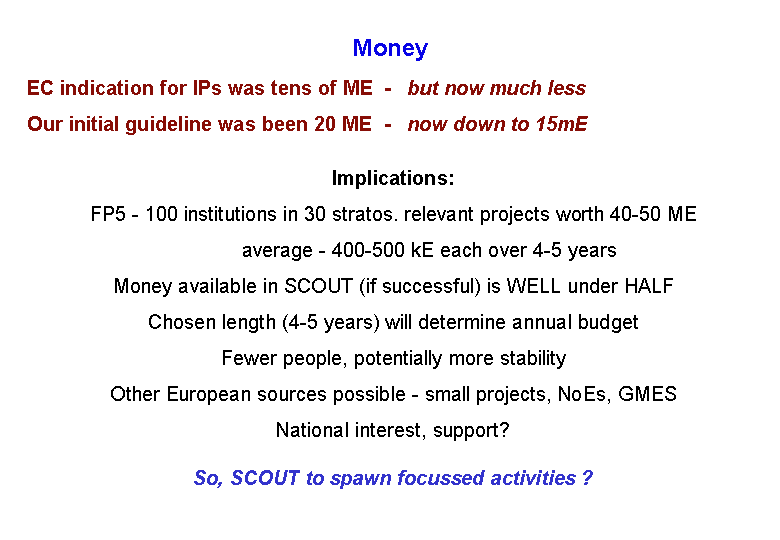 Money
EC indication for IPs was tens of ME - but now much less
Our initial guideline was been 20 ME - now down to 15mE
Implications:
FP5 - 100 institutions in 30 stratos. relevant projects worth 40-50 ME
average - 400-500 kE each over 4-5 years
Money available in SCOUT (if successful) is WELL under HALF
Chosen length (4-5 years) will determine annual budget
Fewer people, potentially more stability
Other European sources possible - small projects, NoEs, GMES
National interest, support?
So, SCOUT to spawn focussed activities ?